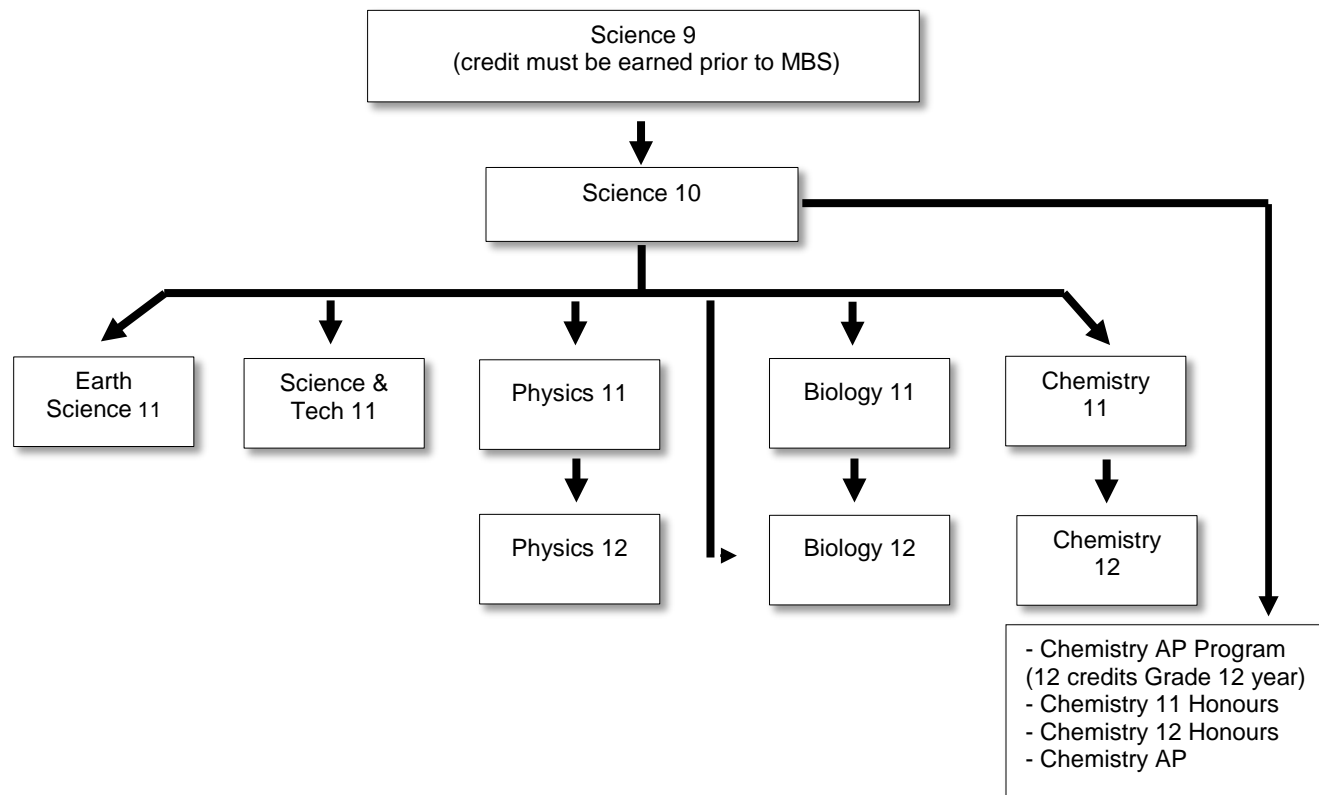 Science 9
(credit must be earned prior to MBS)
Science 10
Earth
Science 11
Science &
Tech 11
Physics 11
Biology 11
Chemistry
11
Physics 12
Biology 12
Chemistry
12
- Chemistry AP Program
(12 credits Grade 12 year)
- Chemistry 11 Honours
- Chemistry 12 Honours
- Chemistry AP